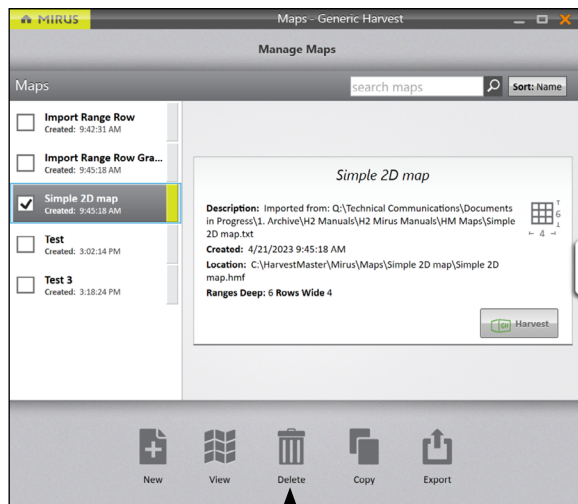 MIRUS
Maps - Generic Harvest
Manage Maps
Maps
search maps
Sort: Name
Import Range Row
Created: 9:42:31 AM
Import Range Row Gra...
Created: 9:45:18 AM
Simple 2D map
Created: 9:45:18 AM
Test
Created: 3:02:14 PM
Test 3
Created: 3:18:24 PM
Simple 2D map
Description: Imported from: Q:\Technical Communications\Documents
in Progress\1. Archive\H2 Manuals\H2 Mirus Manuals\HM Maps\Simple
2D map.txt
6
4
Created: 4/21/2023 9:45:18 AM
Location: C:\HarvestMaster\Mirus\Maps\Simple 2D map\Simple 2D
map.hmf
Ranges Deep: 6 Rows Wide 4
Harvest
New
View
Delete
Copy
Export